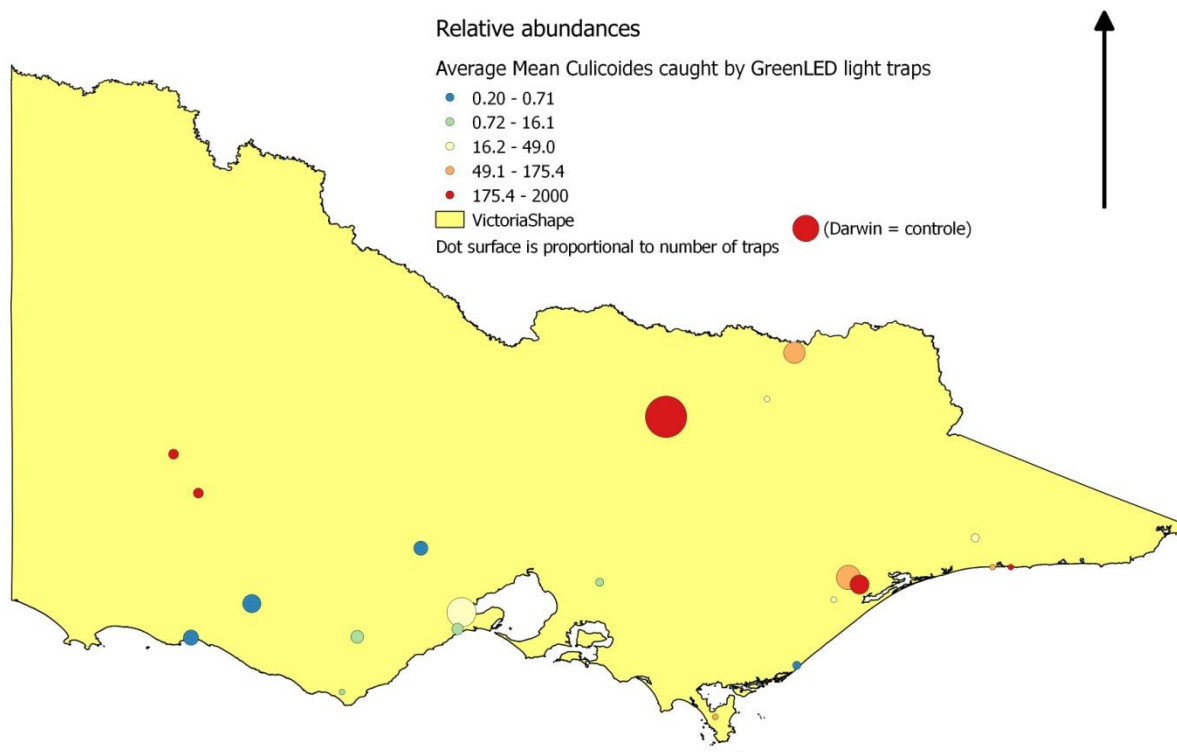 Relative abundances
Average Mean Culicoides caught by GreenLED light traps
0.20 - 0.71
0.72 - 16.1
16.2 - 49.0
49.1 - 175.4
175.4 - 2000
VictoriaShape
(Darwin = controle)
Dot surface is proportional to number of traps